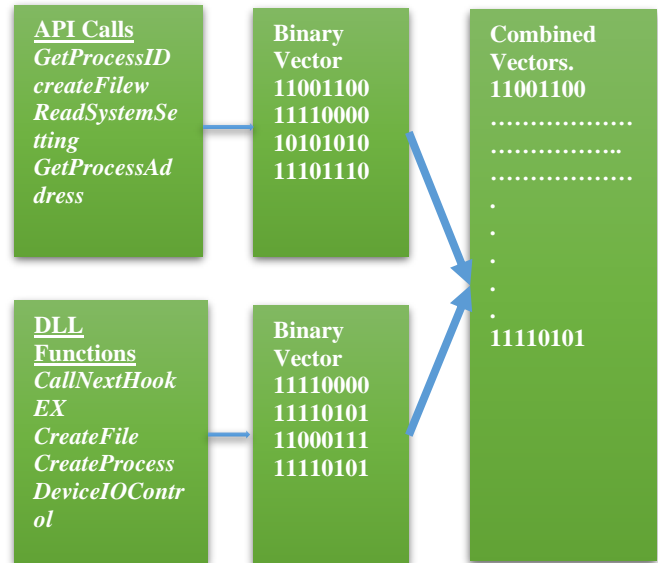 API Calls
GetProcessID
createFilew
ReadSystemSe
tting
GetProcessAd
dress
Binary
Vector
11001100
11110000
10101010
11101110
DLL
Functions
CallNextHook
EX
CreateFile
CreateProcess
DeviceIOContr
ol
Binary
Vector
11110000
11110101
11000111
11110101
Combined
Vectors.
11001100
………………
……………..
………………
.
.
.
.
.
11110101